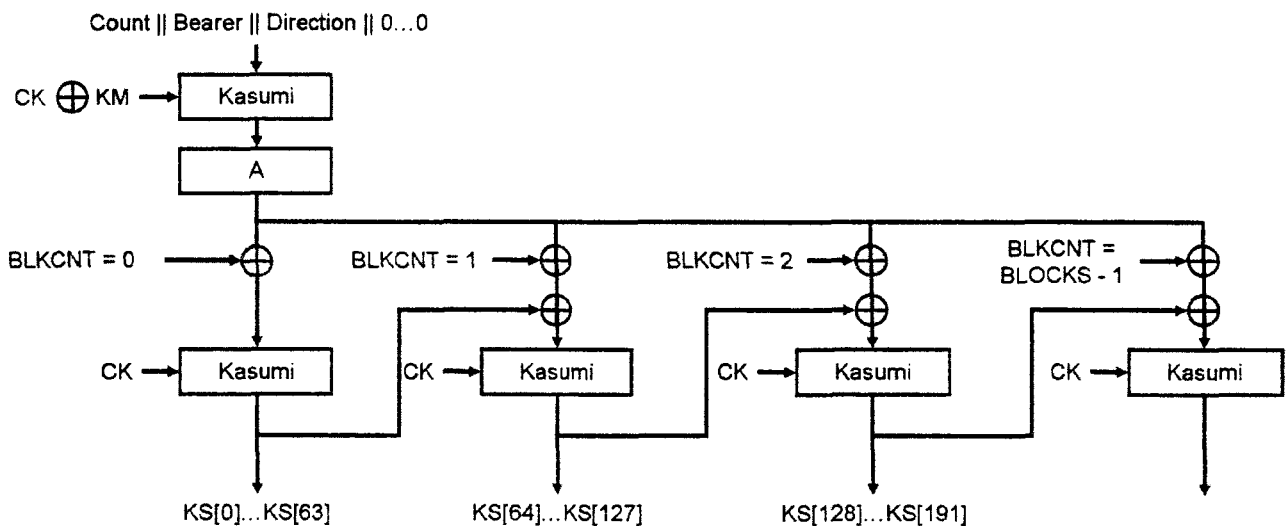 Count || Bearer || Direction || 0...0
CK ⊕ KM
Kasumi
A
BLKCNT = 0
BLKCNT = 1
BLKCNT = 2
BLKCNT =
BLOCKS - 1
CK
Kasumi
CK
Kasumi
CK
Kasumi
CK
Kasumi
KS[0]...KS[63]
KS[64]...KS[127]
KS[128]...KS[191]